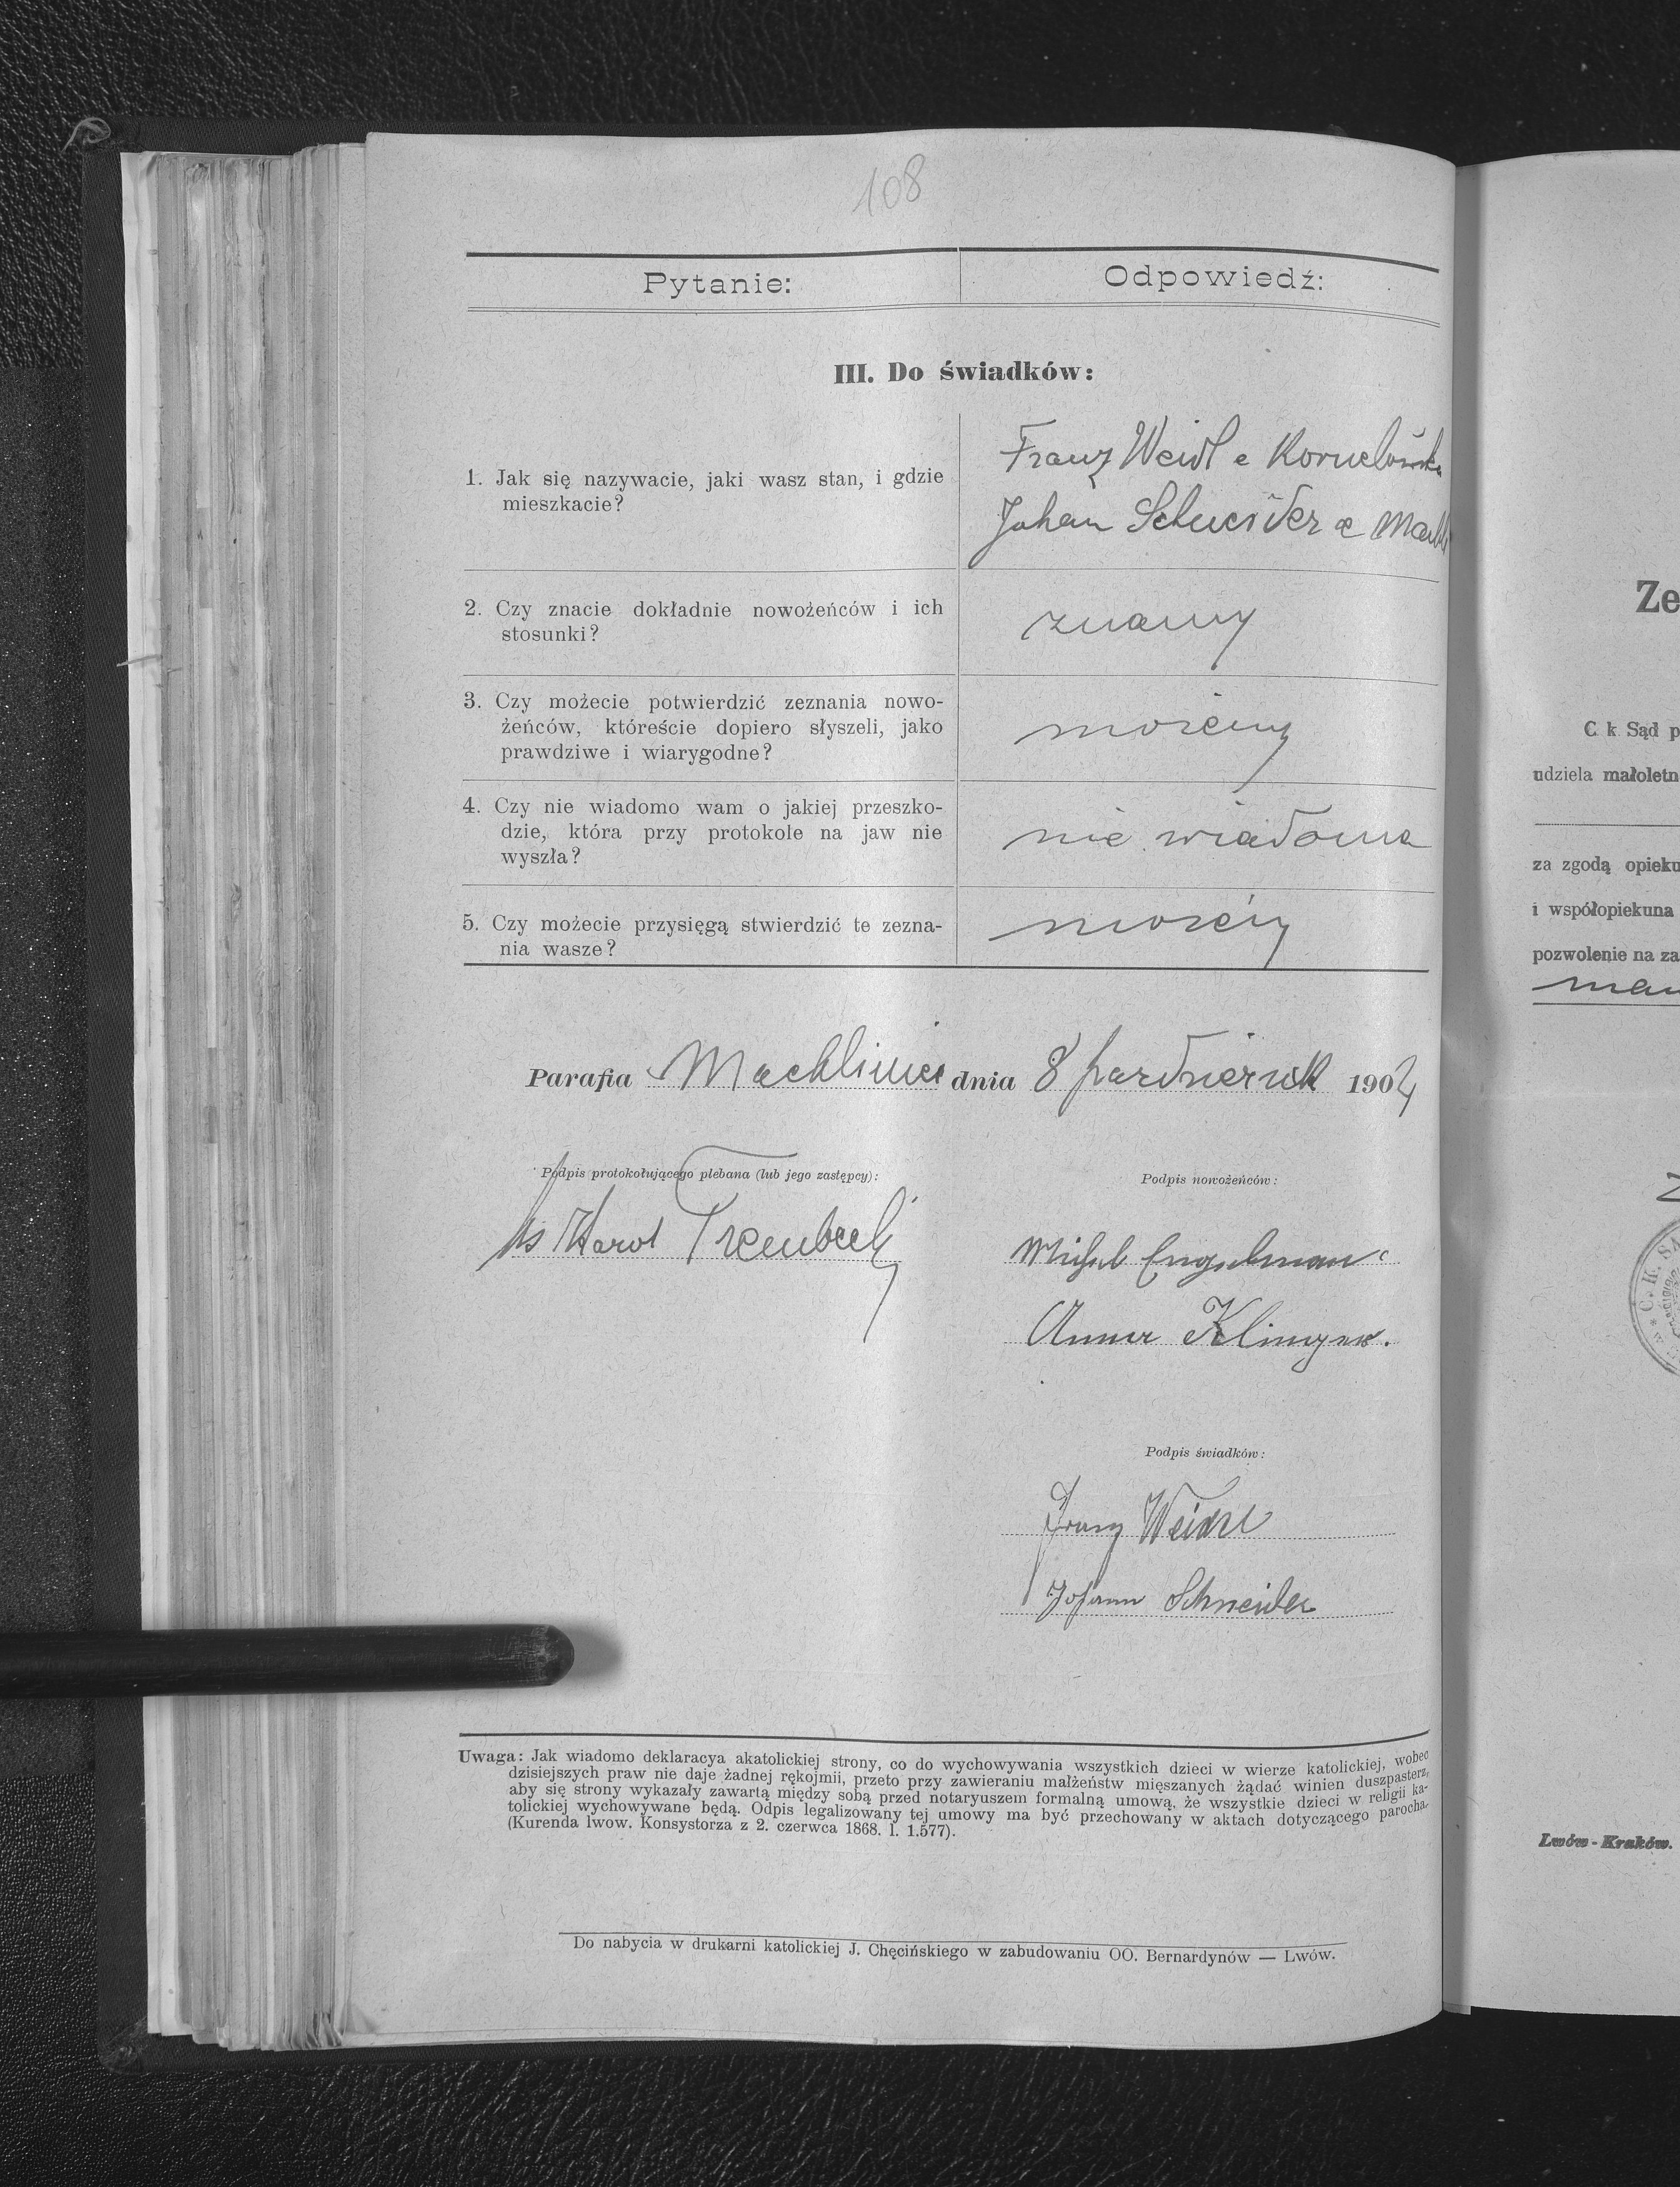 108
Pytanie:
Odpowiedź:
III. Do świadków:
1. Jak się nazywacie, jaki wasz stan, i gdzie
mieszkacie?
Franz Weidl e
Johan Schneider
2. Czy znacie dokładnie nowożeńców i ich
stosunki?
znamy
3. Czy możecie potwierdzić zeznania nowo-
żeńców, któreście dopiero słyszeli, jako
prawdziwe i wiarygodne?
możemy
4. Czy nie wiadomo wam o jakiej przeszko-
dzie, która przy protokole na jaw nie
wyszła?
nie wiadoma
5. Czy możecie przysięgą stwierdzić te zezna-
nia wasze?
Parafia Machliniec dnia 8 październik 1904
Podpis protokołującego plebana (lub jego zastępcy):
Podpis nowożeńców:
Ks Karol
Michel Engelman
Anna
Podpis świadków:
Franz Weidl
Johann Schneider
Uwaga: Jak wiadomo deklaracya akatolickiej strony, co do wychowywania wszystkich dzieci w wierze katolickiej, wobec
dzisiejszych praw nie daje żadnej rękojmii, przeto przy zawieraniu małżeństw mięszanych żądać winien duszpasterz,
aby się strony wykazały zawartą między sobą przed notaryuszem formalną umową, że wszystkie dzieci w religii ka-
tolickiej wychowywane będą. Odpis legalizowany tej umowy ma być przechowany w aktach dotyczącego parocha.
(Kurenda lwow. Konsystorza z 2. czerwca 1868. l. 1.577).
Do nabycia w drukarni katolickiej J. Chęcińskiego w zabudowaniu OO. Bernardynów — Lwów.
Ze
C. k. Sąd p
udziela małoletn
za zgodą opieku
i współopiekuna
pozwolenie na za
Lwów - Kraków.